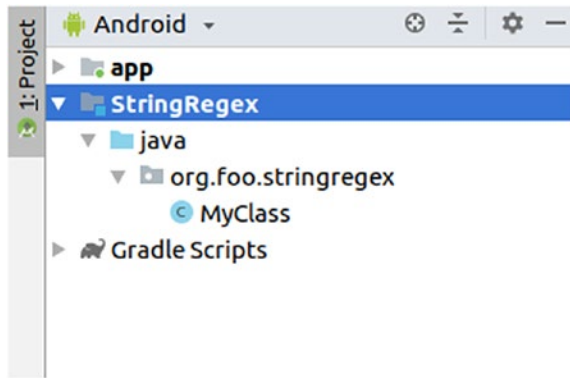 1: Project
Android
app
StringRegex
java
org.foo.stringregex
C MyClass
Gradle Scripts